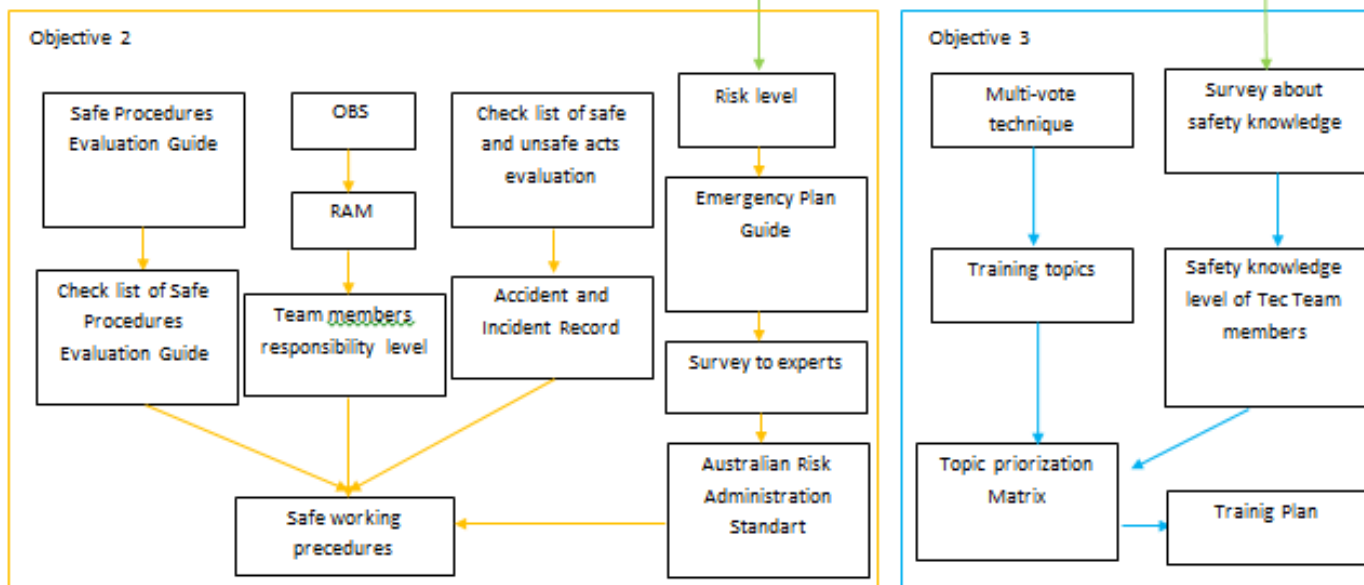 Objective 2
Safe Procedures
Evaluation Guide
OBS
Check list of safe
and unsafe acts
evaluation
Risk level
RAM
Emergency Plan
Guide
Check list of Safe
Procedures
Evaluation Guide
Team members
responsibility level
Accident and
Incident Record
Survey to experts
Australian Risk
Administration
Standart
Safe working
precedures
Objective 3
Multi-vote
technique
Survey about
safety knowledge
Training topics
Safety knowledge
level of Tec Team
members
Topic priorization
Matrix
Trainig Plan